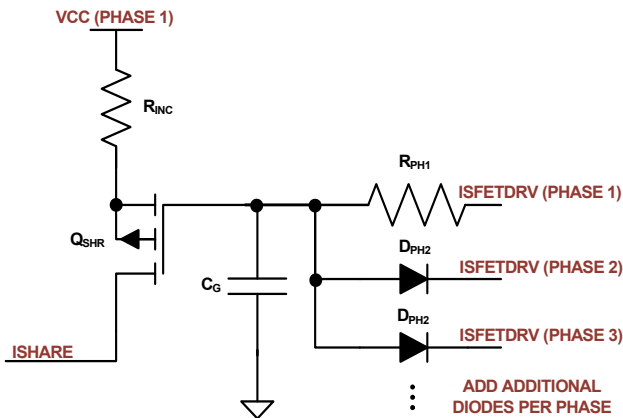 VCC (PHASE 1)
RINC
RPH1
ISFETDRV (PHASE 1)
QSHR
DPH2
ISFETDRV (PHASE 2)
CG
DPH2
ISFETDRV (PHASE 3)
ISHARE
ADD ADDITIONAL
DIODES PER PHASE